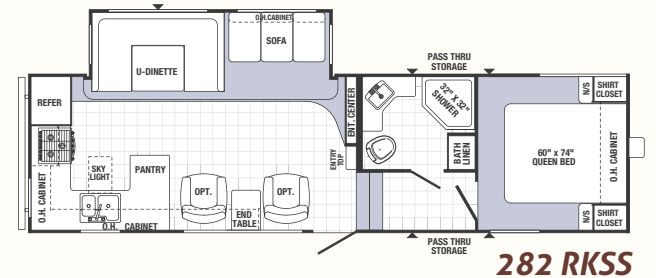 O.H.CABINET
SOFA
U-DINETTE
PASS THRU
STORAGE
REFER
ENT. CENTER
32" X 32"
SHOWER
N/S
SHIRT
CLOSET
O.H. CABINET
SKY
LIGHT
PANTRY
ENTRY
TOP
BATH
LINEN
60" x 74"
QUEEN BED
O.H. CABINET
OPT.
END
TABLE
OPT.
O.H. CABINET
N/S
SHIRT
CLOSET
PASS THRU
STORAGE
282 RKSS